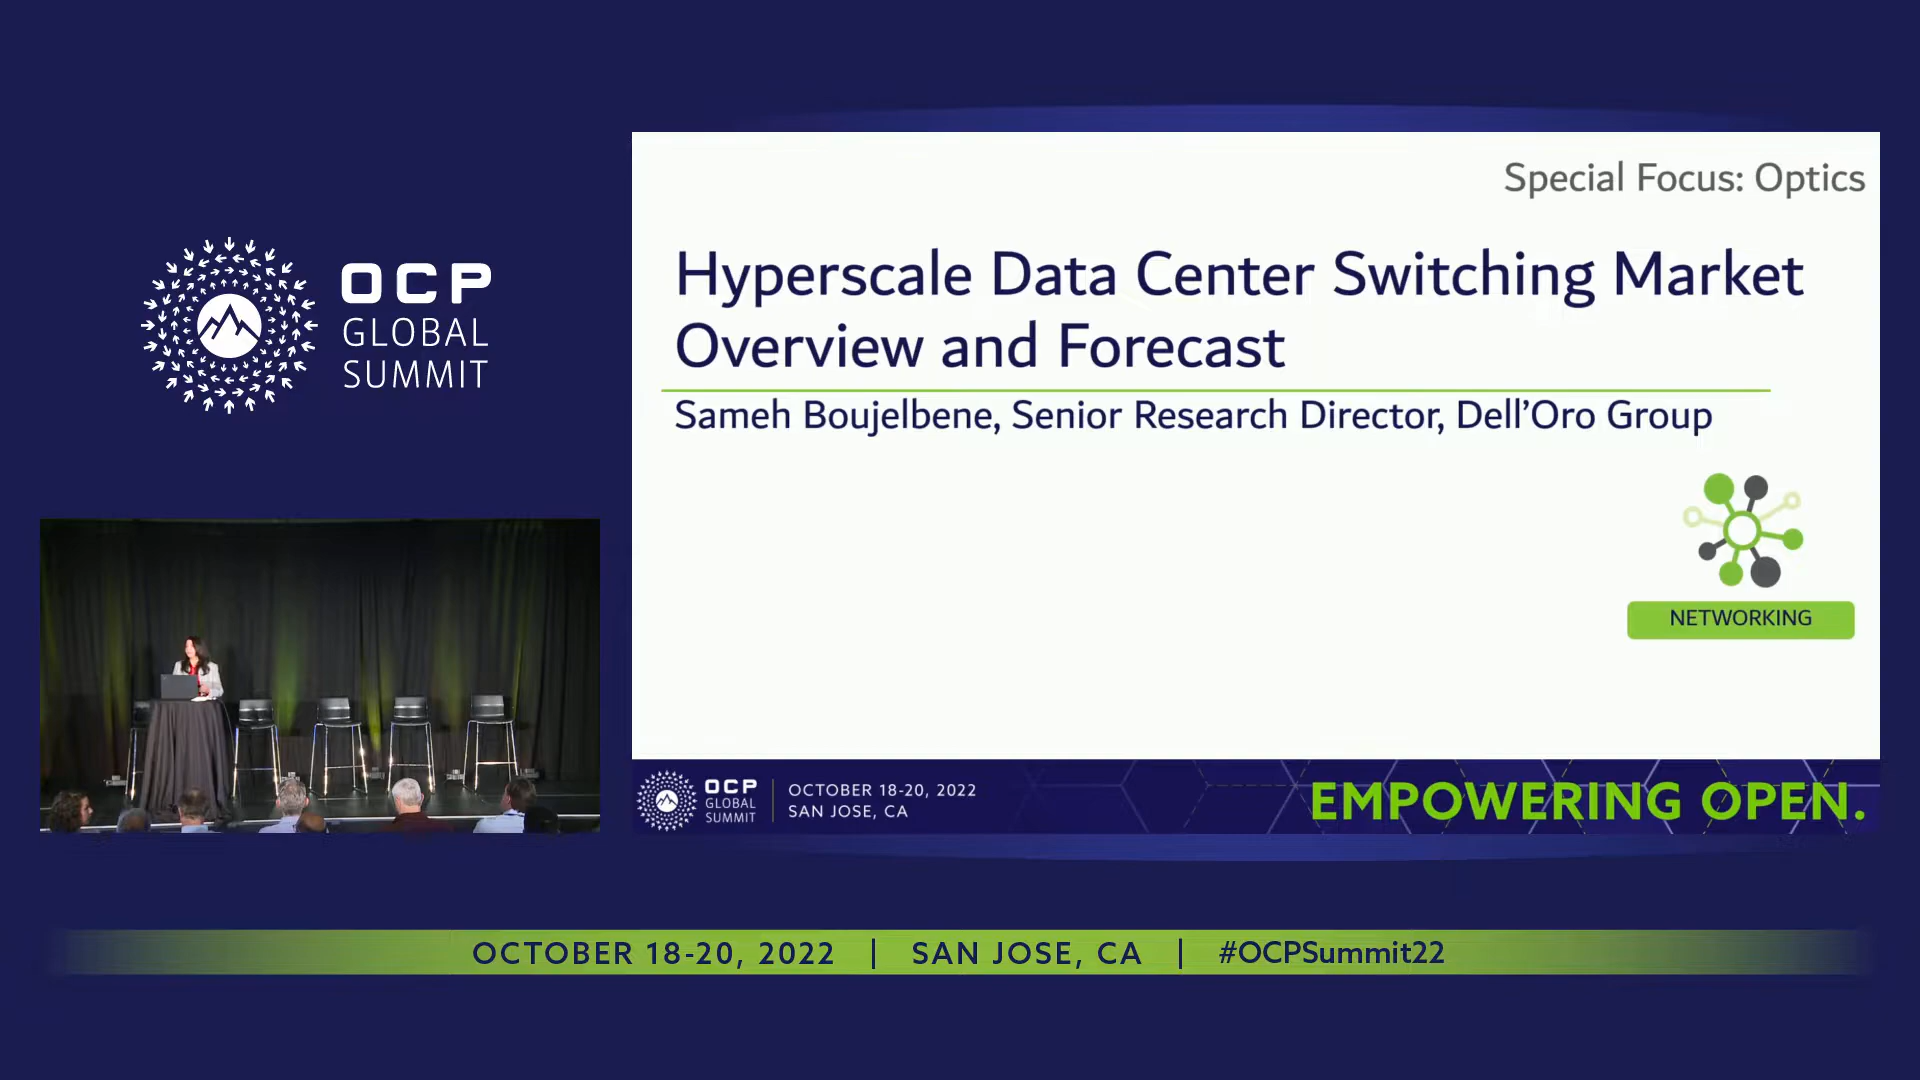 OCP
GLOBAL
SUMMIT
Special Focus: Optics
Hyperscale Data Center Switching Market
Overview and Forecast
Sameh Boujelbene, Senior Research Director, Dell’Oro Group
NETWORKING
OCP
GLOBAL
SUMMIT
OCTOBER 18-20, 2022
SAN JOSE, CA
EMPOWERING OPEN.
OCTOBER 18-20, 2022 | SAN JOSE, CA | #OCPSummit22